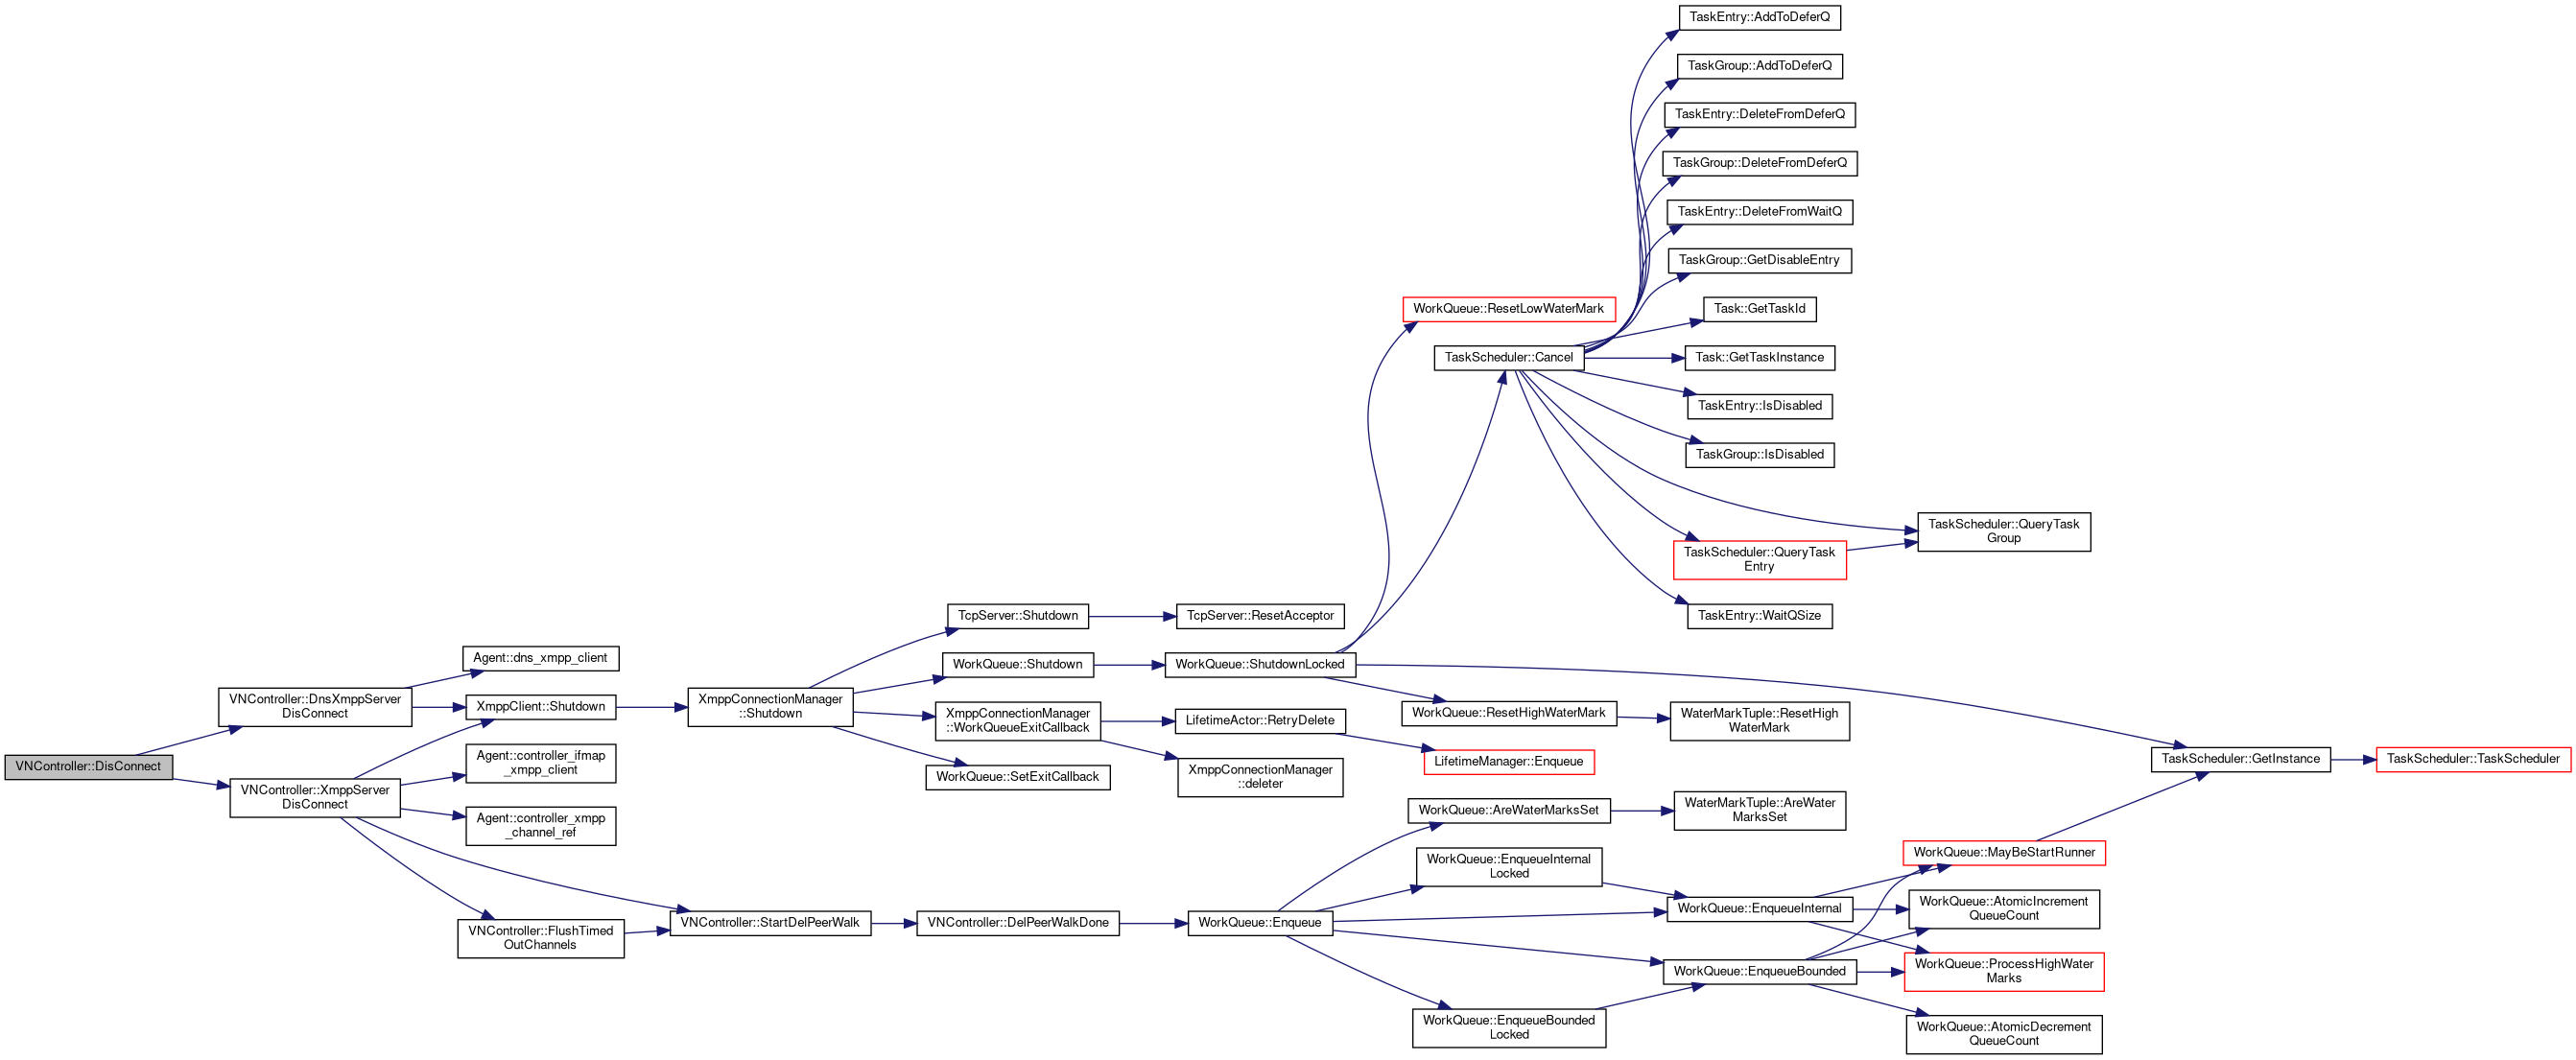 TaskEntry::AddToDeferQ
TaskGroup::AddToDeferQ
TaskEntry::DeleteFromDeferQ
TaskGroup::DeleteFromDeferQ
TaskEntry::DeleteFromWaitQ
TaskGroup::GetDisableEntry
WorkQueue::ResetLowWaterMark
Task::GetTaskId
TaskScheduler::Cancel
Task::GetTaskInstance
TaskEntry::IsDisabled
TaskGroup::IsDisabled
TaskScheduler::QueryTask
Group
TaskScheduler::QueryTask
Entry
TcpServer::Shutdown
TcpServer::ResetAcceptor
TaskEntry::WaitQSize
Agent::dns_xmpp_client
WorkQueue::Shutdown
WorkQueue::ShutdownLocked
VNController::DnsXmppServer
DisConnect
XmppClient::Shutdown
XmppConnectionManager
::Shutdown
XmppConnectionManager
::WorkQueueExitCallback
LifetimeActor::RetryDelete
WorkQueue::ResetHighWaterMark
WaterMarkTuple::ResetHigh
WaterMark
VNController::DisConnect
Agent::controller_ifmap
_xmpp_client
WorkQueue::SetExitCallback
XmppConnectionManager
::deleter
LifetimeManager::Enqueue
TaskScheduler::GetInstance
TaskScheduler::TaskScheduler
VNController::XmppServer
DisConnect
Agent::controller_xmpp
_channel_ref
WorkQueue::AreWaterMarksSet
WaterMarkTuple::AreWater
MarksSet
WorkQueue::EnqueueInternal
Locked
WorkQueue::MayBeStartRunner
VNController::FlushTimed
OutChannels
VNController::StartDelPeerWalk
VNController::DelPeerWalkDone
WorkQueue::Enqueue
WorkQueue::EnqueueInternal
WorkQueue::AtomicIncrement
QueueCount
WorkQueue::EnqueueBounded
WorkQueue::ProcessHighWater
Marks
WorkQueue::EnqueueBounded
Locked
WorkQueue::AtomicDecrement
QueueCount